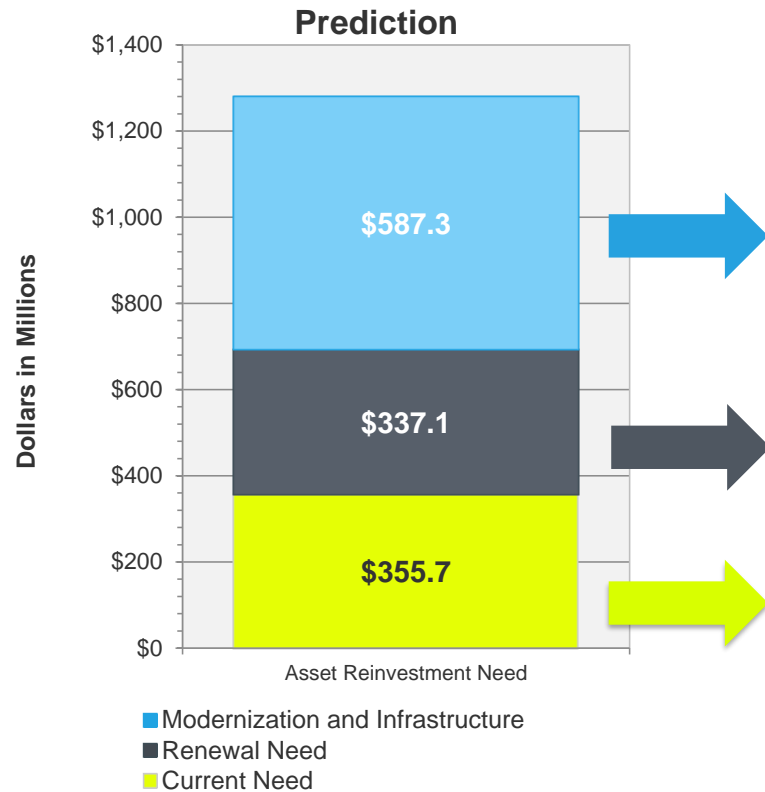 Prediction
$1,400
$1,200
$1,000
$800
$600
$400
$200
$0
Dollars in Millions
$587.3
$337.1
$355.7
Asset Reinvestment Need
Modernization and Infrastructure
Renewal Need
Current Need